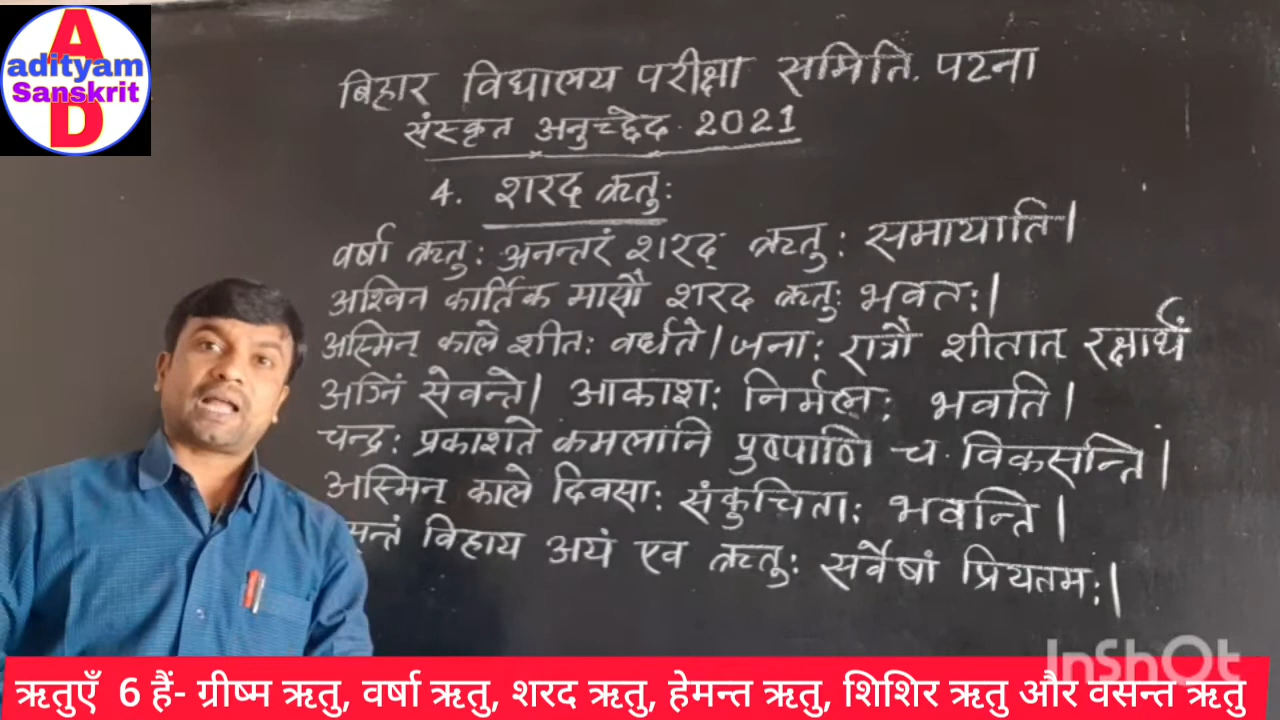 A
adityam
Sanskrit
D
बिहार विद्यालय परीक्षा समिति. पटना
संस्कृत अनुच्छेद. 2021
4. शरद् ऋतुः
वर्षा ऋतुः अनन्तरं शरद् ऋतुः समायाति।
अश्विन कार्तिक मासौ शरद ऋतुः भवतः।
अस्मिन् काले शीतः वर्धते। जनाः रात्रौ शीतात् रक्षार्थं
अग्निं सेवन्ते। आकाशः निर्मलः भवति।
चन्द्रः प्रकाशते कमलानि पुष्पाणि च विकसन्ति।
अस्मिन् काले दिवसाः संकुचिताः भवन्ति।
विहाय अयं एव ऋतुः सर्वेषां प्रियतमः।
InShOt
ऋतुएँ 6 हैं- ग्रीष्म ऋतु, वर्षा ऋतु, शरद ऋतु, हेमन्त ऋतु, शिशिर ऋतु और वसन्त ऋतु